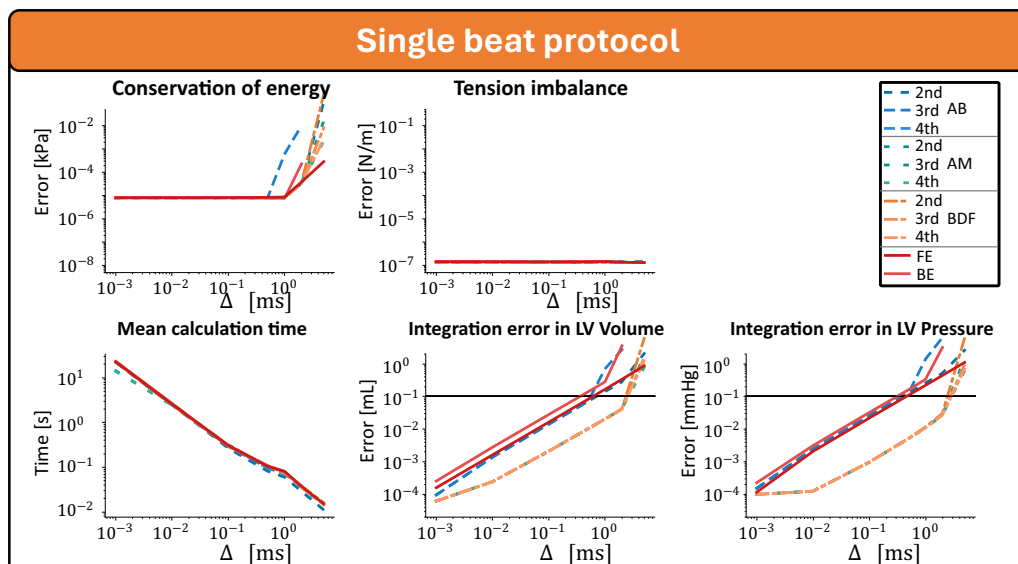 Single beat protocol
Conservation of energy
Error [kPa]
10⁻²
10⁻⁴
10⁻⁶
10⁻⁸
10⁻³ 10⁻² 10⁻¹ 10⁰
Δ [ms]
Tension imbalance
Error [N/m]
10⁻¹
10⁻³
10⁻⁵
10⁻⁷
10⁻³ 10⁻² 10⁻¹ 10⁰
Δ [ms]
2nd
3rd AB
4th
2nd
3rd AM
4th
2nd
3rd BDF
4th
FE
BE
Mean calculation time
Time [s]
10¹
10⁰
10⁻¹
10⁻²
10⁻³ 10⁻² 10⁻¹ 10⁰
Δ [ms]
Integration error in LV Volume
Error [mL]
10⁰
10⁻¹
10⁻²
10⁻³
10⁻⁴
10⁻³ 10⁻² 10⁻¹ 10⁰
Δ [ms]
Integration error in LV Pressure
Error [mmHg]
10⁰
10⁻¹
10⁻²
10⁻³
10⁻⁴
10⁻³ 10⁻² 10⁻¹ 10⁰
Δ [ms]